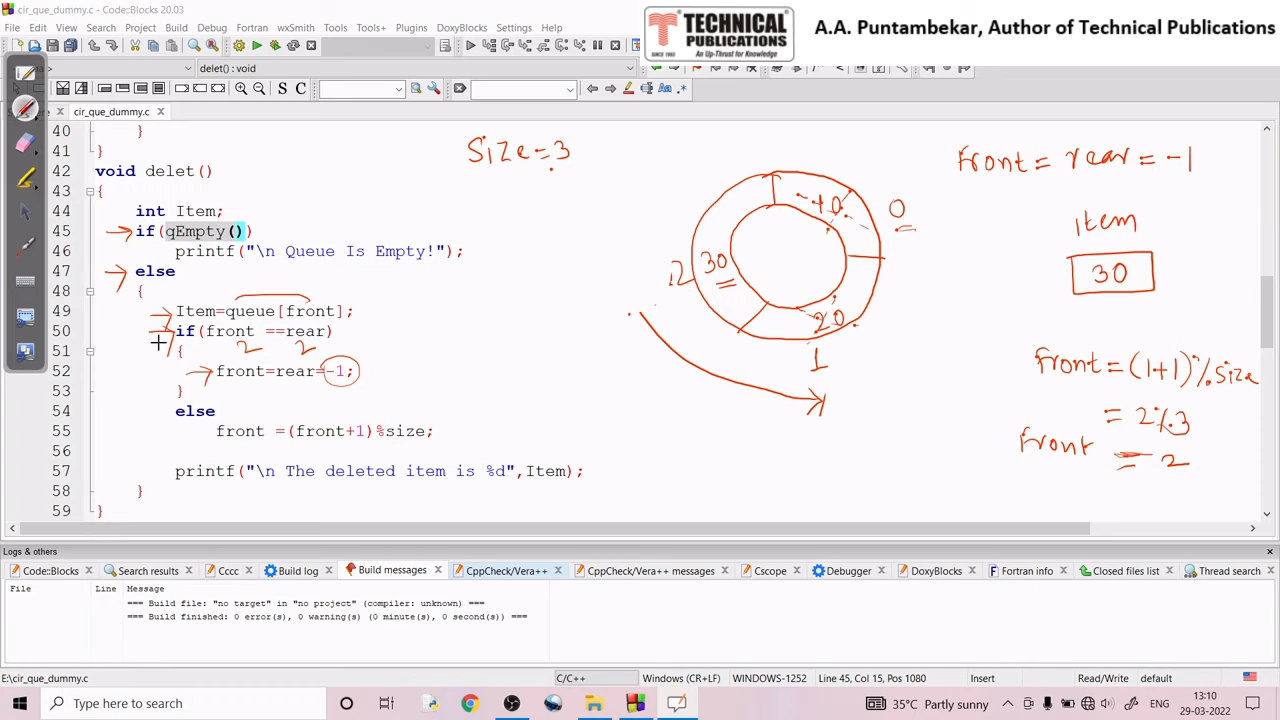 cir_que_dummy.c - Code::Blocks 20.03
TECHNICAL
PUBLICATIONS
SINCE 1993 An Up-Thrust for Knowledge
A.A. Puntambekar, Author of Technical Publications
File Edit View Search Project Build Debug Fortran wxSmith Tools Tools+ Plugins DoxyBlocks Settings
delet() : void
S C
cir_que_dummy.c
40 }
41 }
42 void delet()
43 {
44 int Item;
45 if(qEmpty())
46 printf("\n Queue Is Empty!");
47 else
48 {
49 Item=queue[front];
50 if(front ==rear)
51 {
52 front=rear=-1;
53 }
54 else
55 front =(front+1)%size;
56
57 printf("\n The deleted item is %d",Item);
58 }
59 }
2 2
Size=3
40
0
2
30
20
1
Front = rear = -1
item
30
Front = (1+1)%size
= 2%3
Front = 2
Logs & others
Code::Blocks Search results Cccc Build log Build messages CppCheck/Vera++ CppCheck/Vera++ messages Cscope Debugger DoxyBlocks Fortran info Closed files list Thread search
File Line Message
=== Build file: "no target" in "no project" (compiler: unknown) ===
=== Build finished: 0 error(s), 0 warning(s) (0 minute(s), 0 second(s)) ===
E:\cir_que_dummy.c C/C++ Windows (CR+LF) WINDOWS-1252 Line 45, Col 15, Pos 1080 Insert Read/Write default
Type here to search
35°C Partly sunny
ENG
13:10
29-03-2022